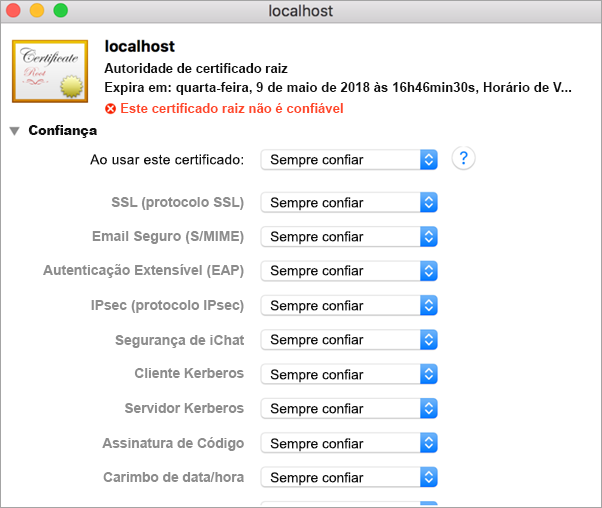 localhost
Certificate
Root
localhost
Autoridade de certificado raiz
Expira em: quarta-feira, 9 de maio de 2018 às 16h46min30s, Horário de V...
Este certificado raiz não é confiável
Confiança
Ao usar este certificado: Sempre confiar ?
SSL (protocolo SSL) Sempre confiar
Email Seguro (S/MIME) Sempre confiar
Autenticação Extensível (EAP) Sempre confiar
IPsec (protocolo IPsec) Sempre confiar
Segurança de iChat Sempre confiar
Cliente Kerberos Sempre confiar
Servidor Kerberos Sempre confiar
Assinatura de Código Sempre confiar
Carimbo de data/hora Sempre confiar